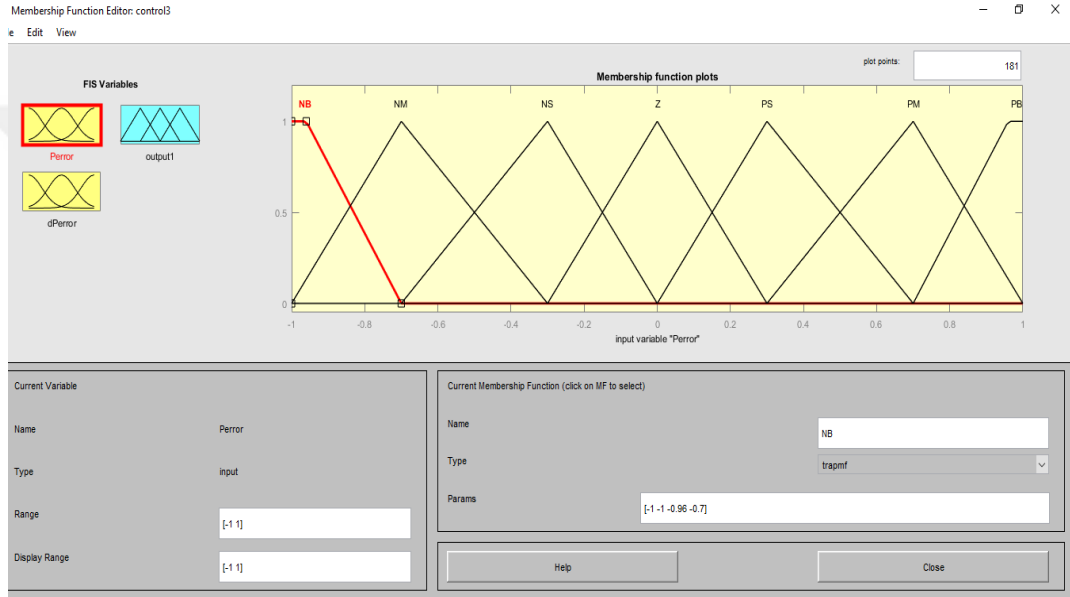 Membership Function Editor: control3
le Edit View
FIS Variables
Perror
output1
dPerror
plot points:
181
Membership function plots
NB NM NS Z PS PM PB
1
0.5
0
-1 -0.8 -0.6 -0.4 -0.2 0 0.2 0.4 0.6 0.8 1
input variable "Perror"
Current Variable
Name Perror
Type input
Range [-1 1]
Display Range [-1 1]
Current Membership Function (click on MF to select)
Name NB
Type trapmf
Params [-1 -1 -0.96 -0.7]
Help Close